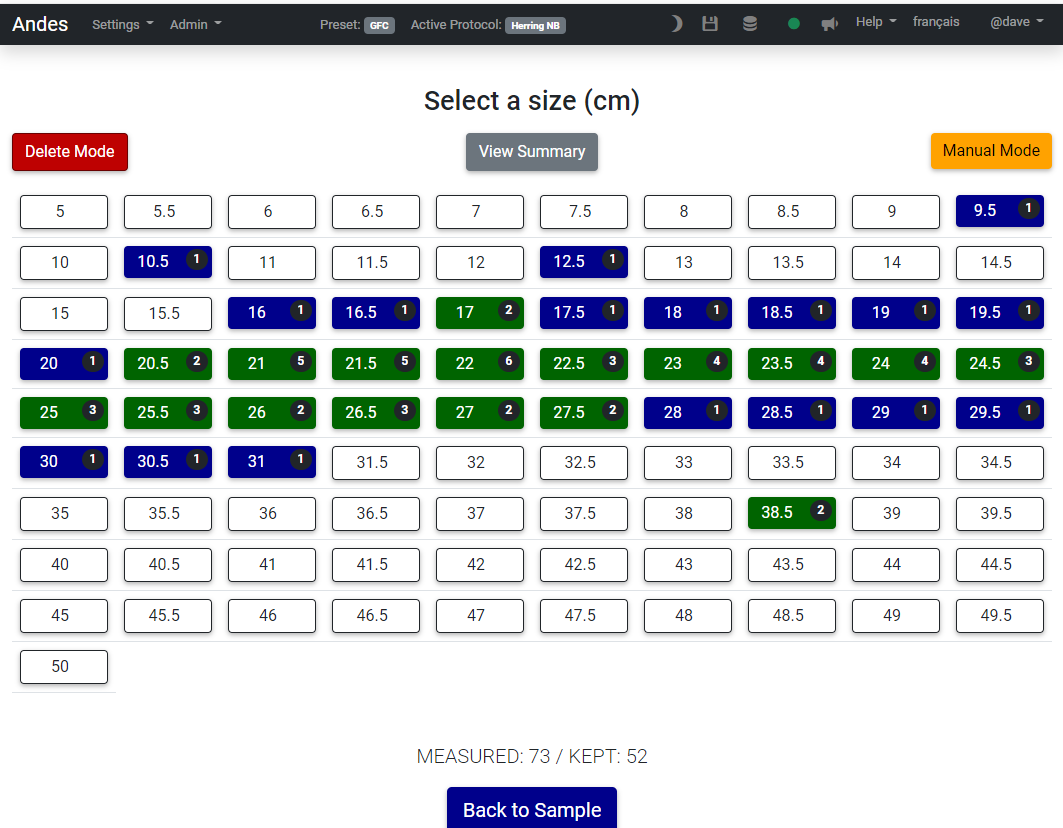 Andes Settings Admin Preset: GFC Active Protocol: Herring NB Help français @dave
Select a size (cm)
Delete Mode View Summary Manual Mode
5 5.5 6 6.5 7 7.5 8 8.5 9 9.5 1
10 10.5 1 11 11.5 12 12.5 1 13 13.5 14 14.5
15 15.5 16 1 16.5 1 17 2 17.5 1 18 1 18.5 1 19 1 19.5 1
20 1 20.5 2 21 5 21.5 5 22 6 22.5 3 23 4 23.5 4 24 4 24.5 3
25 3 25.5 3 26 2 26.5 3 27 2 27.5 2 28 1 28.5 1 29 1 29.5 1
30 1 30.5 1 31 1 31.5 32 32.5 33 33.5 34 34.5
35 35.5 36 36.5 37 37.5 38 38.5 2 39 39.5
40 40.5 41 41.5 42 42.5 43 43.5 44 44.5
45 45.5 46 46.5 47 47.5 48 48.5 49 49.5
50
MEASURED: 73 / KEPT: 52
Back to Sample